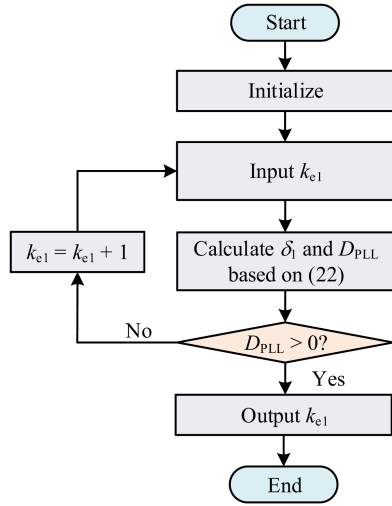 Start
Initialize
Input k_e1
k_e1 = k_e1 + 1
Calculate δ_1 and D_PLL
based on (22)
No
D_PLL > 0?
Yes
Output k_e1
End